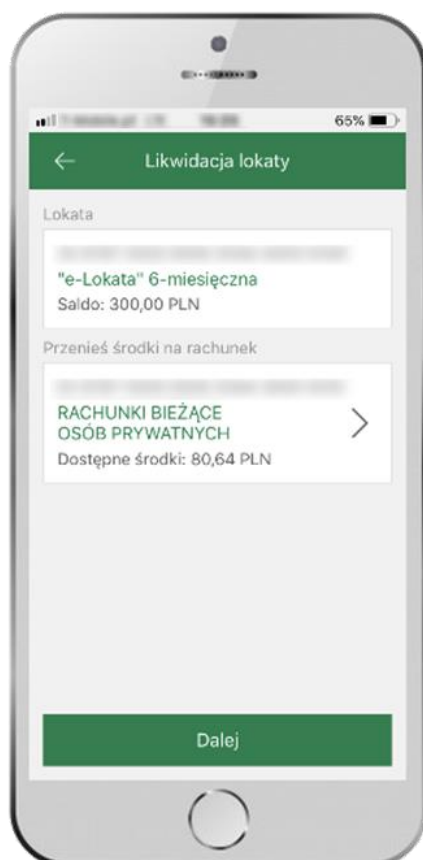 65%
Likwidacja lokaty
Lokata
"e-Lokata" 6-miesięczna
Saldo: 300,00 PLN
Przenieś środki na rachunek
RACHUNKI BIEŻĄCE
OSÓB PRYWATNYCH
Dostępne środki: 80,64 PLN
Dalej